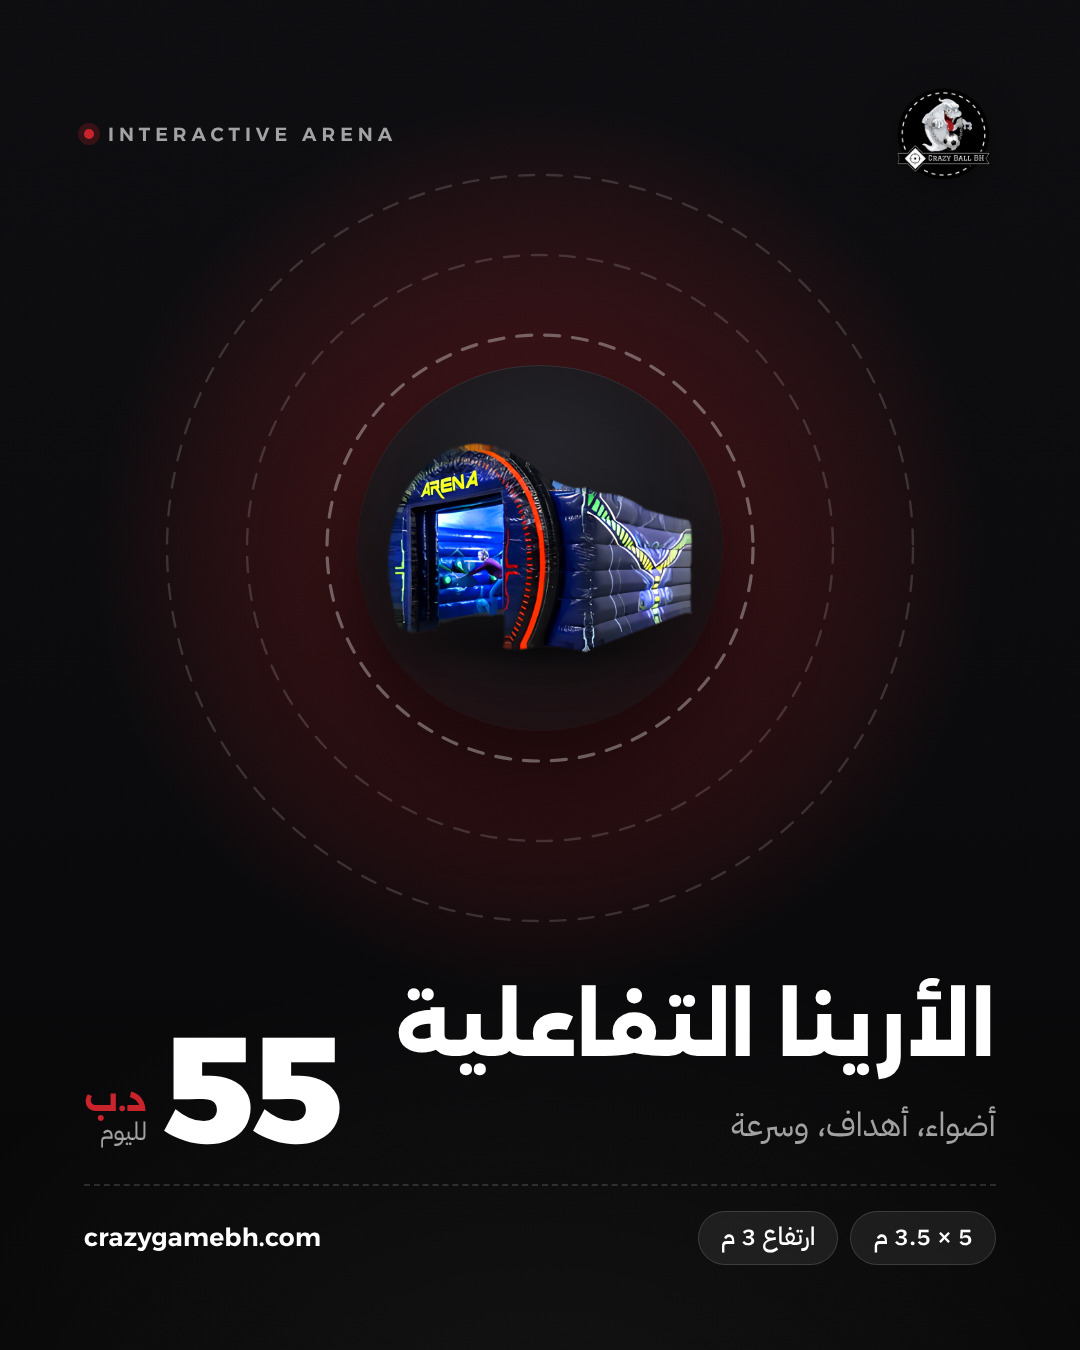 INTERACTIVE ARENA
CRAZY BALL BH
ARENA
الأرينا التفاعلية
أضواء، أهداف، وسرعة
55
د.ب
لليوم
5 × 3.5 م
ارتفاع 3 م
crazygamebh.com